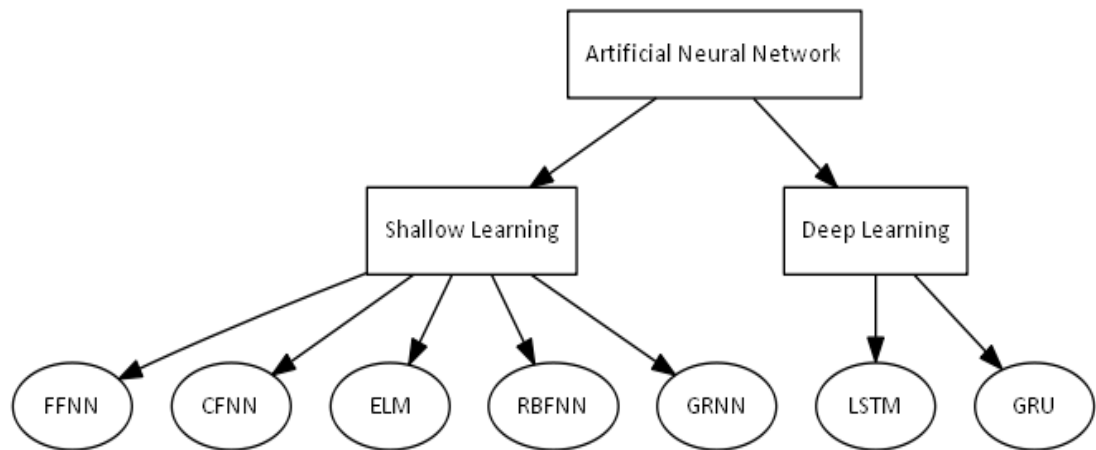 Artificial Neural Network
Shallow Learning
Deep Learning
FFNN
CFNN
ELM
RBFNN
GRNN
LSTM
GRU